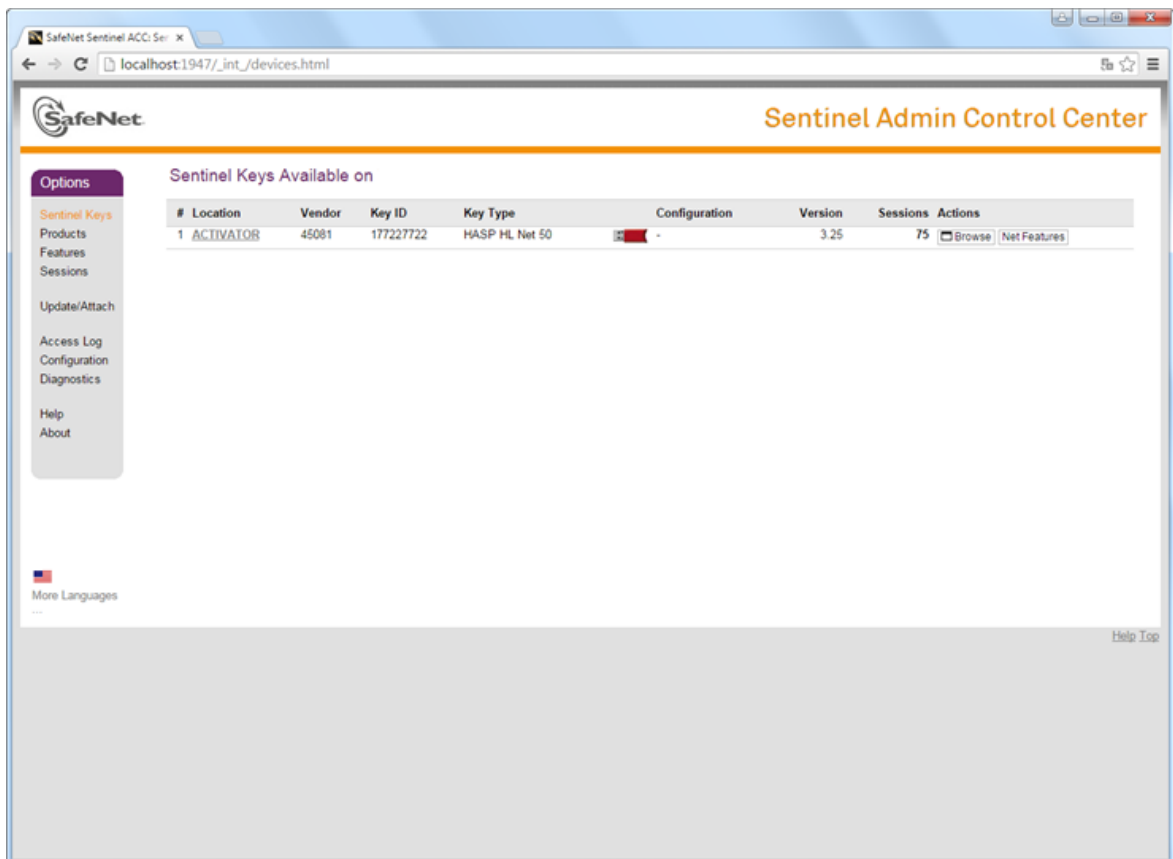 SafeNet Sentinel ACC: Ser
localhost:1947/_int_/devices.html
SafeNet.
Sentinel Admin Control Center
Options
Sentinel Keys
Products
Features
Sessions
Update/Attach
Access Log
Configuration
Diagnostics
Help
About
More Languages
...
Sentinel Keys Available on
# Location Vendor Key ID Key Type Configuration Version Sessions Actions
1 ACTIVATOR 45081 177227722 HASP HL Net 50 - 3.25 75 Browse Net Features
Help Top